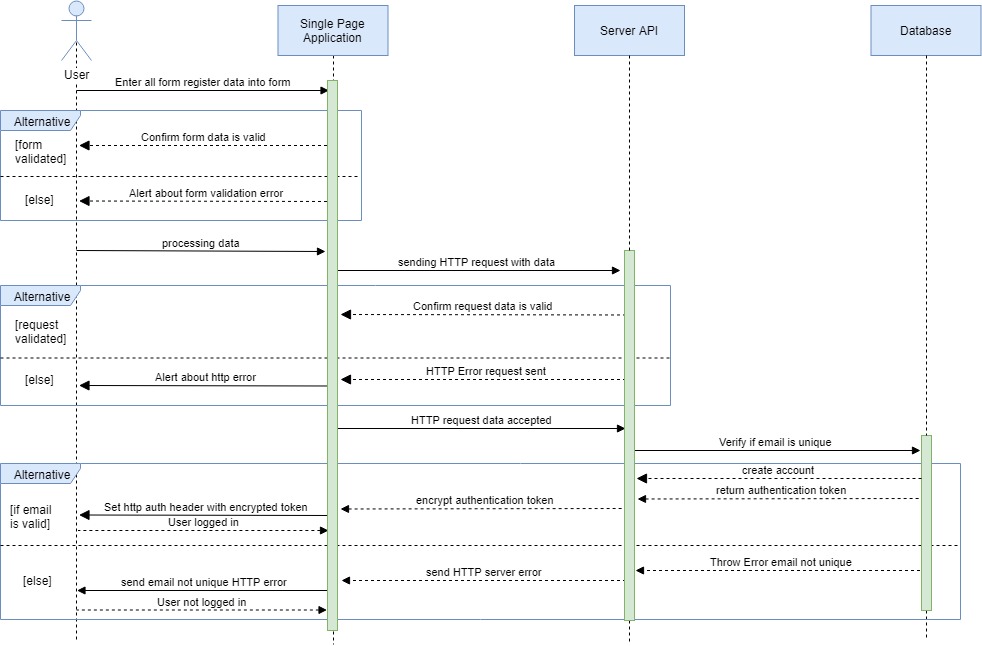 Single Page
Application
Server API
Database
User
Enter all form register data into form
Alternative
[form
validated]
Confirm form data is valid
[else]
Alert about form validation error
processing data
sending HTTP request with data
Alternative
[request
validated]
Confirm request data is valid
[else]
Alert about http error
HTTP Error request sent
HTTP request data accepted
Verify if email is unique
Alternative
create account
return authentication token
[if email
is valid]
encrypt authentication token
Set http auth header with encrypted token
User logged in
Throw Error email not unique
[else]
send HTTP server error
send email not unique HTTP error
User not logged in